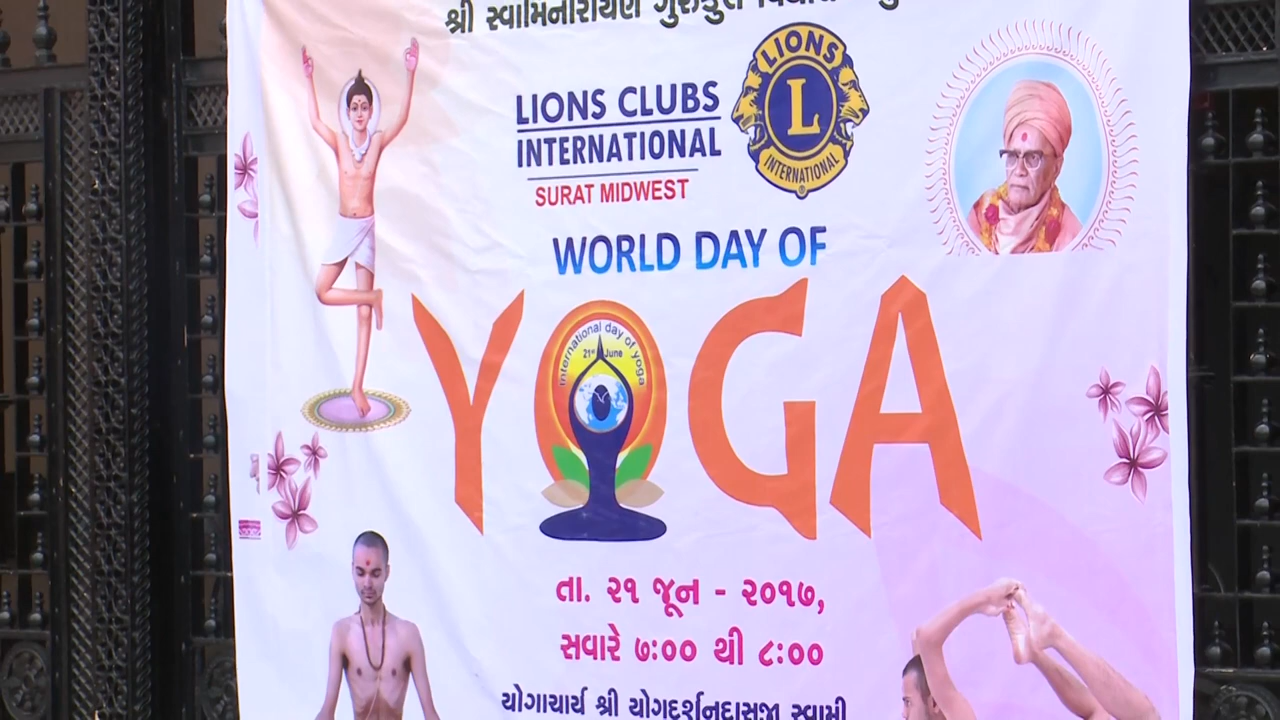 શ્રી સ્વામિનારાયણ ગુરુકુલ
LIONS CLUBS
INTERNATIONAL
SURAT MIDWEST
LIONS
L
INTERNATIONAL
WORLD DAY OF
YOGA
International day of yoga
21st June
તા. ૨૧ જૂન - ૨૦૧૭,
સવારે ૭:૦૦ થી ૮:૦૦
યોગાચાર્ય શ્રી યોગદર્શનદાસજી સ્વામી